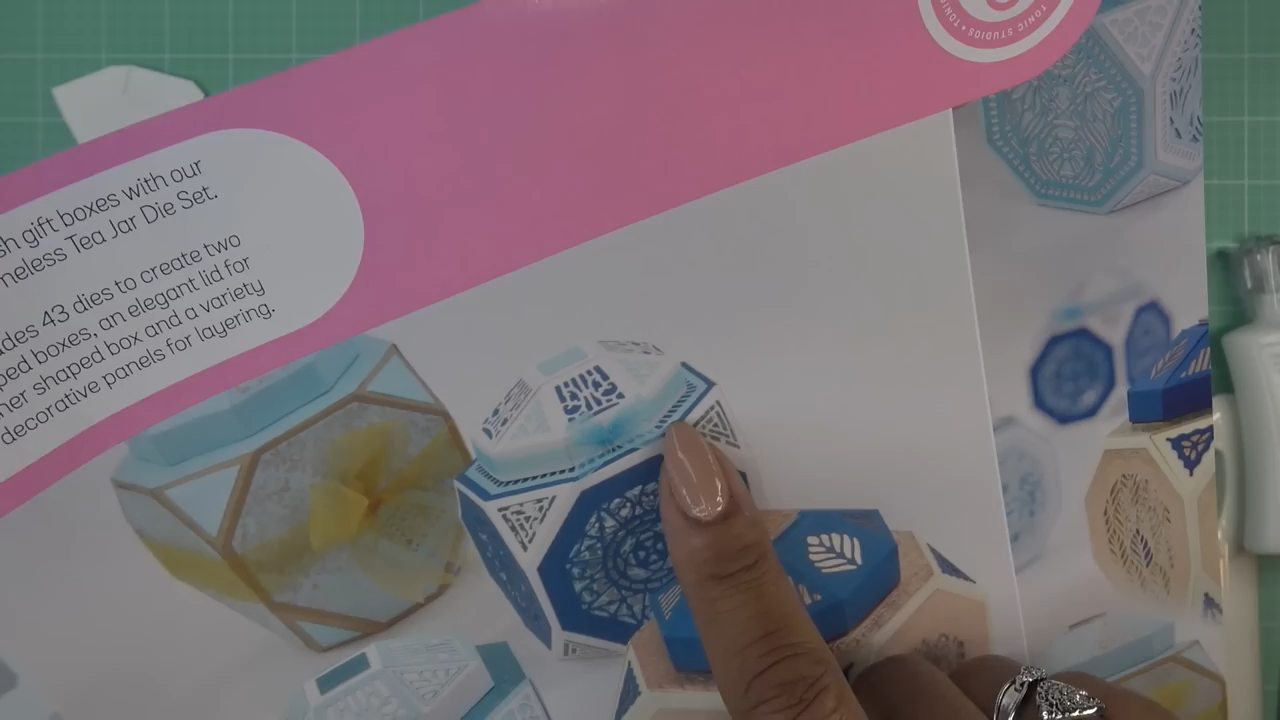 TONIC STUDIOS • TONIC
sh gift boxes with our
meless Tea Jar Die Set.
des 43 dies to create two
ped boxes, an elegant lid for
her shaped box and a variety
decorative panels for layering.